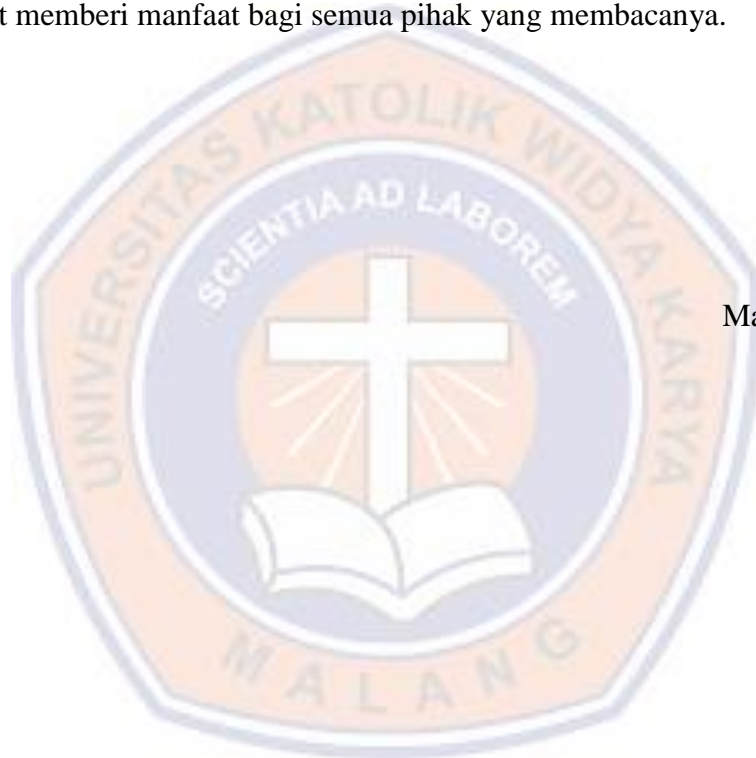 t memberi manfaat bagi semua pihak yang membacanya.
UNIVERSITAS KATOLIK WIDYA KARYA
SCIENTIA AD LABOREM
Ma
MALANG